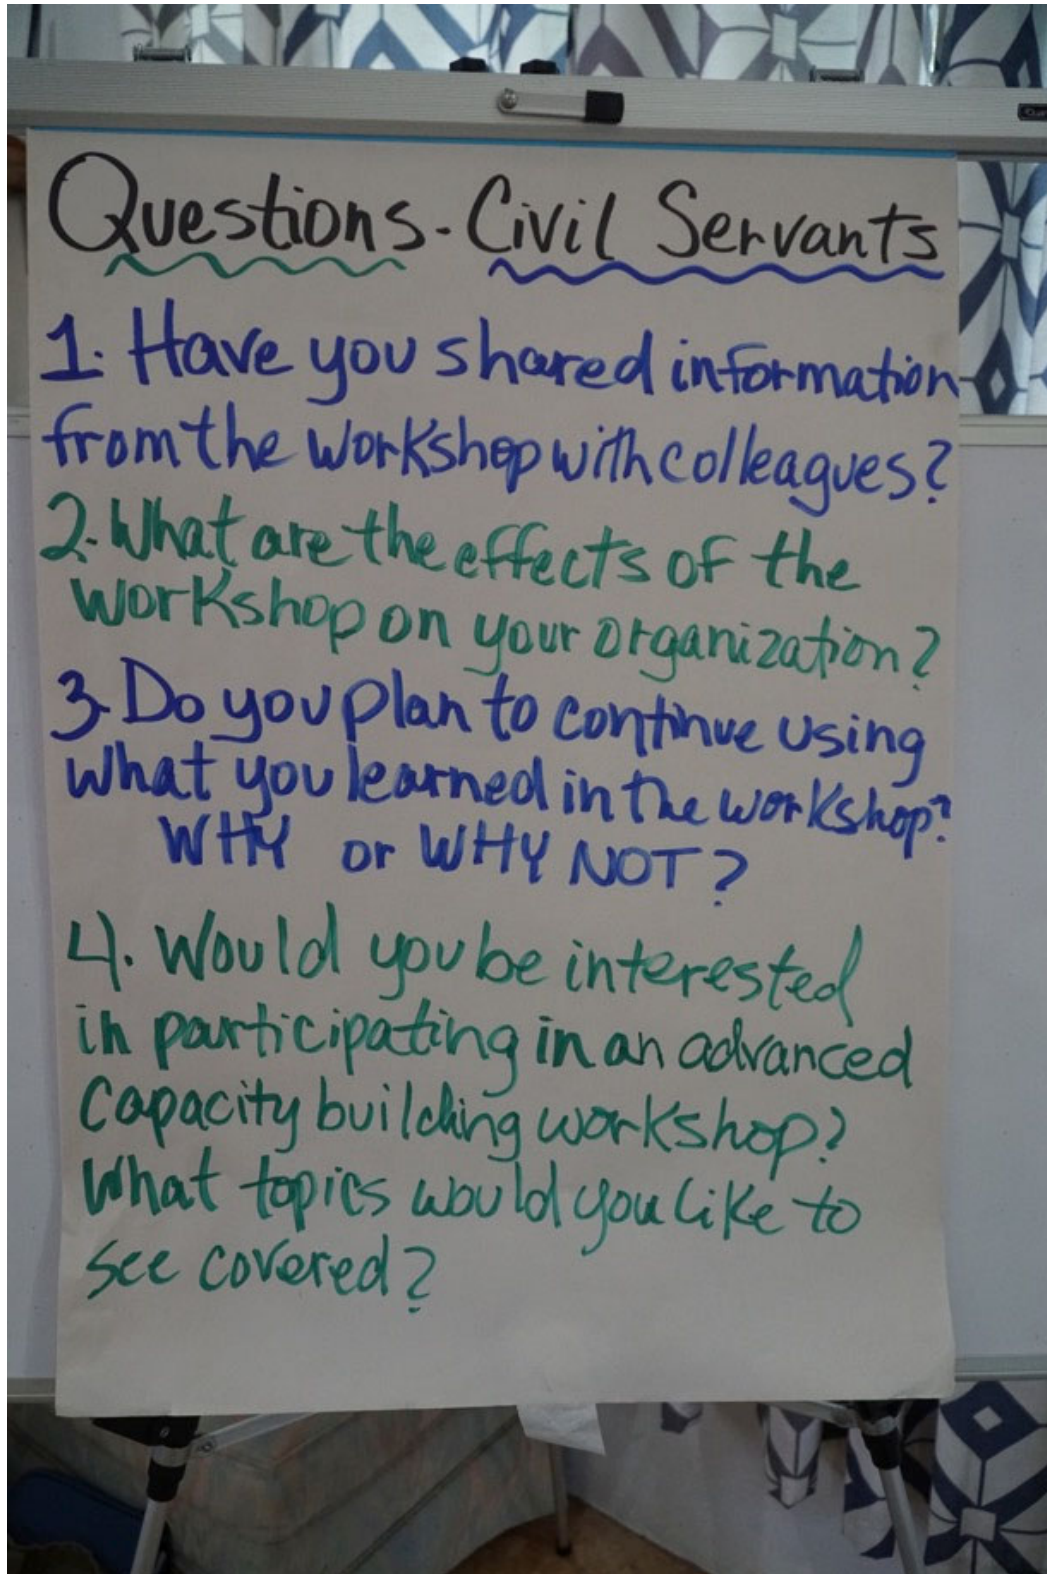 Questions - Civil Servants
1. Have you shared information
from the workshop with colleagues?
2. What are the effects of the
workshop on your organization?
3. Do you plan to continue using
what you learned in the workshop?
WHY or WHY NOT?
4. Would you be interested
in participating in an advanced
capacity building workshop?
What topics would you like to
see covered?